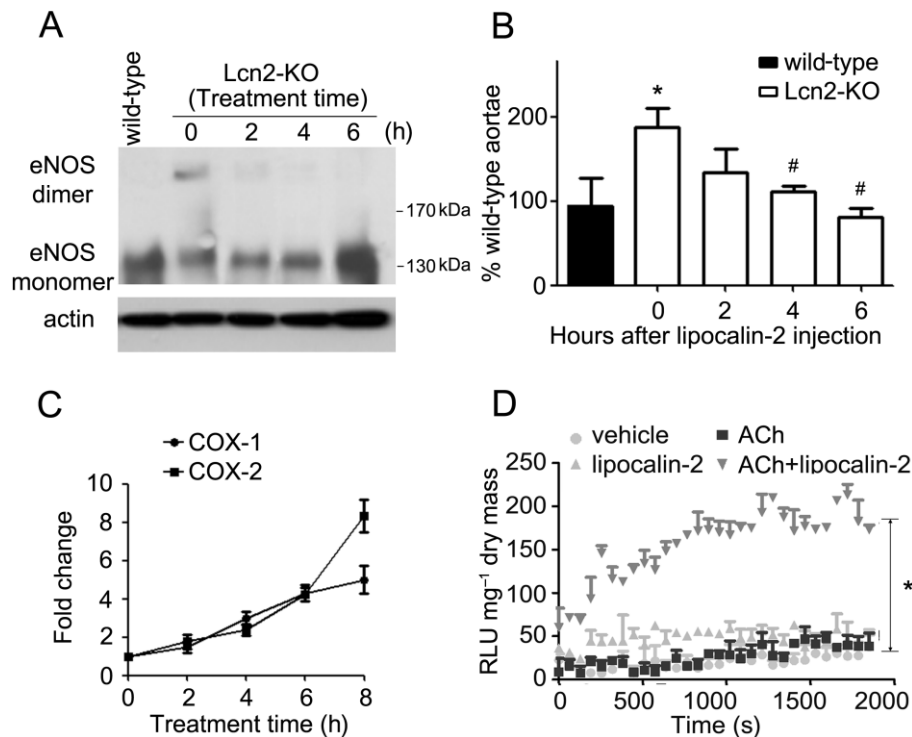 A
wild-type
Lcn2-KO
(Treatment time)
0 2 4 6 (h)
eNOS
dimer
- 170 kDa
eNOS
monomer
- 130 kDa
actin
B
wild-type
Lcn2-KO
% wild-type aortae
200
100
0
*
#
#
0 2 4 6
Hours after lipocalin-2 injection
C
COX-1
COX-2
Fold change
10
8
6
4
2
0
0 2 4 6 8
Treatment time (h)
D
vehicle ACh
lipocalin-2 ACh+lipocalin-2
RLU mg⁻¹ dry mass
250
200
150
100
50
0
*
0 500 1000 1500 2000
Time (s)